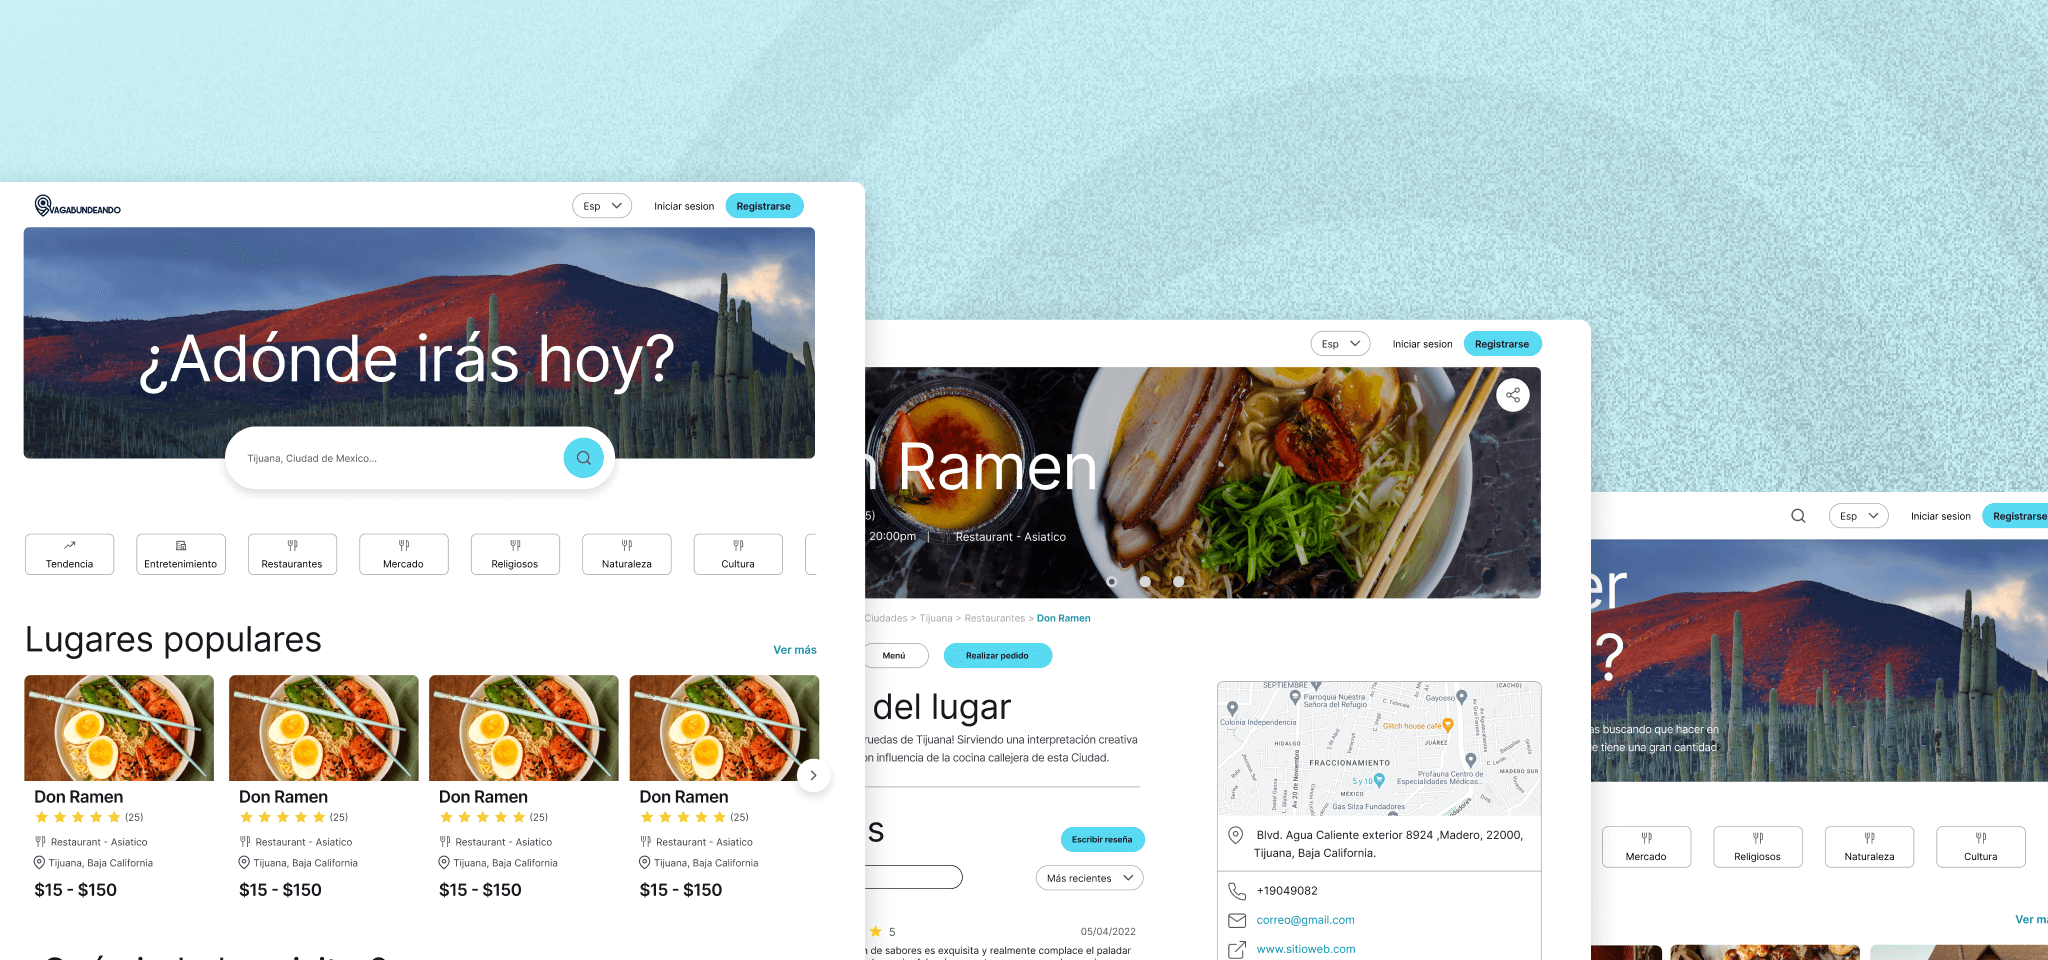 VAGABUNDEANDO
Esp
Iniciar sesion
Registrarse
¿Adónde irás hoy?
Tijuana, Ciudad de Mexico...
Tendencia
Entretenimiento
Restaurantes
Mercado
Religiosos
Naturaleza
Cultura
Lugares populares
Ver más
Don Ramen
(25)
Restaurant - Asiatico
Tijuana, Baja California
$15 - $150
Don Ramen
(25)
Restaurant - Asiatico
Tijuana, Baja California
$15 - $150
Don Ramen
(25)
Restaurant - Asiatico
Tijuana, Baja California
$15 - $150
Don Ramen
(25)
Restaurant - Asiatico
Tijuana, Baja California
$15 - $150
Esp
Iniciar sesion
Registrarse
Ramen
5)
20:00pm | Restaurant - Asiatico
Ciudades > Tijuana > Restaurantes > Don Ramen
Menú
Realizar pedido
del lugar
ruedas de Tijuana! Sirviendo una interpretación creativa
on influencia de la cocina callejera de esta Ciudad.
s
Escribir reseña
Más recientes
5
05/04/2022
de sabores es exquisita y realmente complace el paladar
SEPTIEMBRE
(CACHO)
Parroquia Nuestra
Señora del Refugio
Gayosso
Colonia Independencia
Glitch house café
HIDALGO
JUÁREZ
FRACCIONAMIENTO
5 y 10
Profauna Centro de
Especialidades Médicas...
MADERO SUR
MÉXICO
Gas Silza Fundadores
Av 20 de Noviembre
Blvd. Agua Caliente exterior 8924 ,Madero, 22000,
Tijuana, Baja California.
+19049082
correo@gmail.com
www.sitioweb.com
Esp
Iniciar sesion
Registrarse
er
?
as buscando que hacer en
e tiene una gran cantidad
Mercado
Religiosos
Naturaleza
Cultura
Ver m